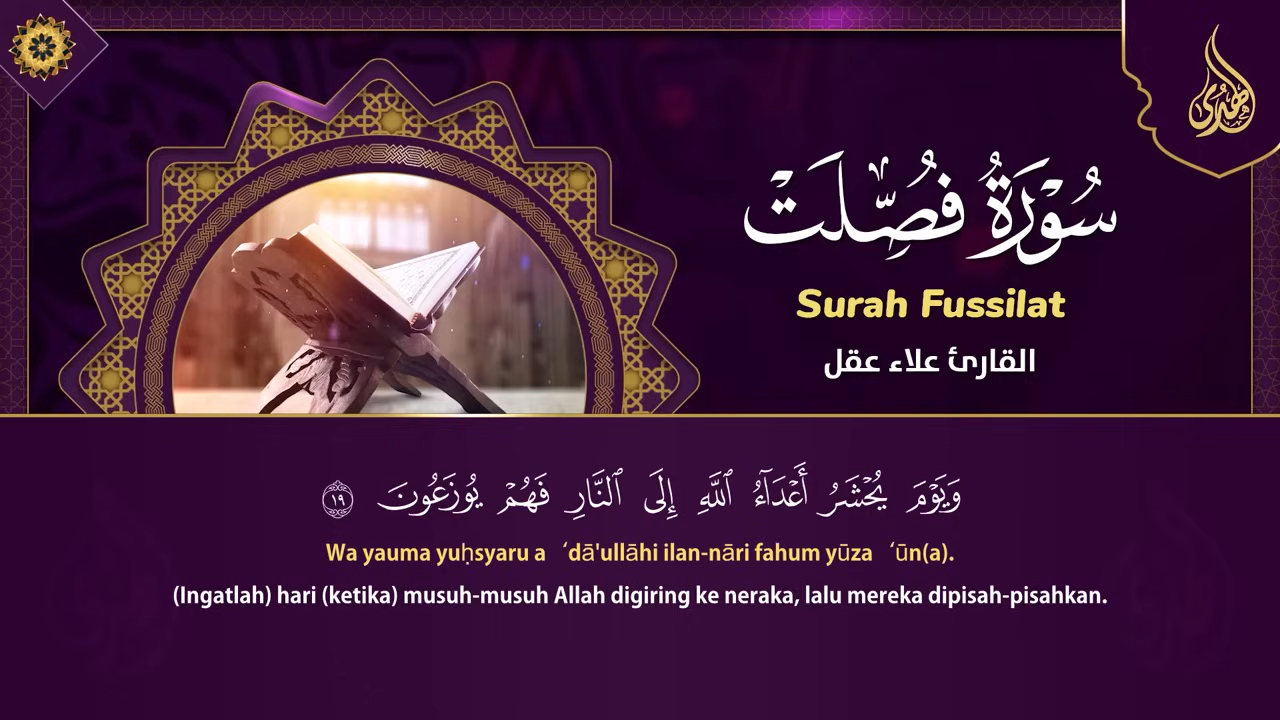 الهدى
سُوْرَةُ فُصِّلَتْ
Surah Fussilat
القارئ علاء عقل
وَيَوْمَ يُحْشَرُ أَعْدَآءُ ٱللَّهِ إِلَى ٱلنَّارِ فَهُمْ يُوزَعُونَ ١٩
Wa yauma yuḥsyaru a‘dā'ullāhi ilan-nāri fahum yūza‘ūn(a).
(Ingatlah) hari (ketika) musuh-musuh Allah digiring ke neraka, lalu mereka dipisah-pisahkan.